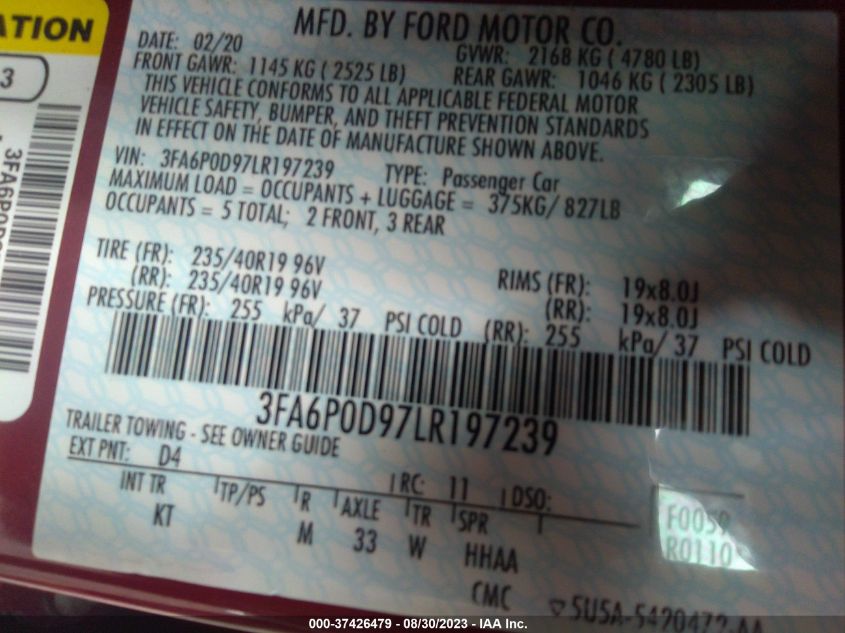 ATION
3
MFD. BY FORD MOTOR CO.
DATE: 02/20 GVWR: 2168 KG ( 4780 LB)
FRONT GAWR: 1145 KG ( 2525 LB) REAR GAWR: 1046 KG ( 2305 LB)
THIS VEHICLE CONFORMS TO ALL APPLICABLE FEDERAL MOTOR
VEHICLE SAFETY, BUMPER, AND THEFT PREVENTION STANDARDS
IN EFFECT ON THE DATE OF MANUFACTURE SHOWN ABOVE.
VIN: 3FA6P0D97LR197239 TYPE: Passenger Car
MAXIMUM LOAD = OCCUPANTS + LUGGAGE = 375KG/ 827LB
OCCUPANTS = 5 TOTAL; 2 FRONT, 3 REAR
TIRE (FR): 235/40R19 96V RIMS (FR): 19x8.0J
(RR): 235/40R19 96V (RR): 19x8.0J
PRESSURE (FR): 255 kPa/ 37 PSI COLD (RR): 255 kPa/ 37 PSI COLD
3FA6P0D97LR197239
TRAILER TOWING - SEE OWNER GUIDE
EXT PNT: D4 RC: 11 DSO:
INT TR TP/PS R AXLE TR SPR
KT M 33 W HHAA
CMC
F0059
R0110
5U5A-5420472-AA
000-37426479 - 08/30/2023 - IAA Inc.